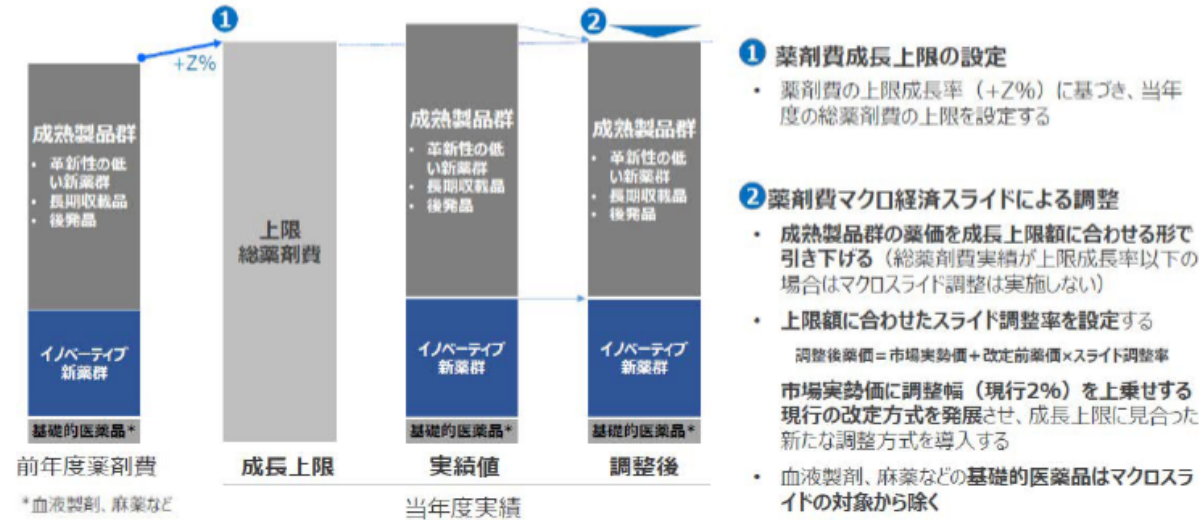 1
+Z%
成熟製品群
• 革新性の低
い新薬群
• 長期収載品
• 後発品
イノベーティブ
新薬群
基礎的医薬品*
前年度薬剤費
*血液製剤、麻薬など
上限
総薬剤費
成長上限
成熟製品群
• 革新性の低
い新薬群
• 長期収載品
• 後発品
イノベーティブ
新薬群
基礎的医薬品*
実績値
2
成熟製品群
• 革新性の低
い新薬群
• 長期収載品
• 後発品
イノベーティブ
新薬群
基礎的医薬品*
調整後
当年度実績
1 薬剤費成長上限の設定
• 薬剤費の上限成長率(+Z%)に基づき、当年
度の総薬剤費の上限を設定する
2 薬剤費マクロ経済スライドによる調整
• 成熟製品群の薬価を成長上限額に合わせる形で
引き下げる(総薬剤費実績が上限成長率以下の
場合はマクロスライド調整は実施しない)
• 上限額に合わせたスライド調整率を設定する
調整後薬価=市場実勢価+改定前薬価×スライド調整率
市場実勢価に調整幅(現行2%)を上乗せする
現行の改定方式を発展させ、成長上限に見合った
新たな調整方式を導入する
• 血液製剤、麻薬などの基礎的医薬品はマクロスラ
イドの対象から除く